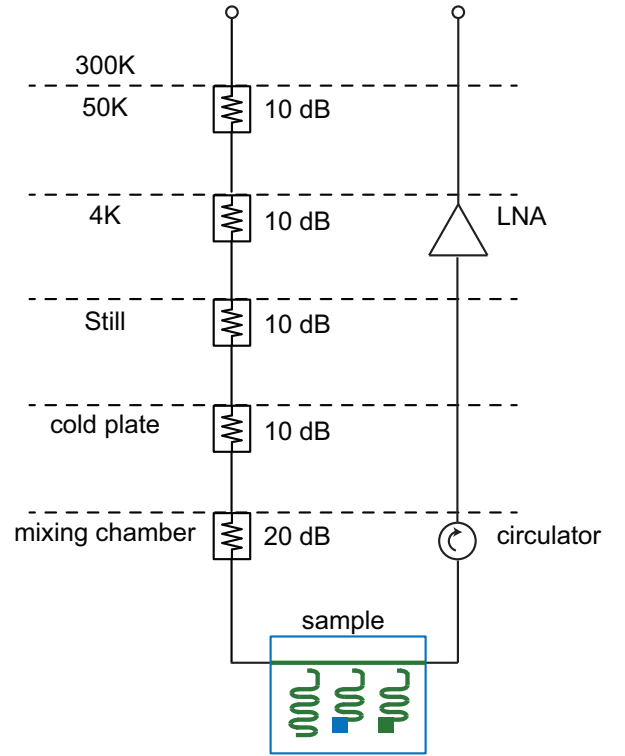 300K
50K
10 dB
4K
10 dB
LNA
Still
10 dB
cold plate
10 dB
mixing chamber
20 dB
circulator
sample